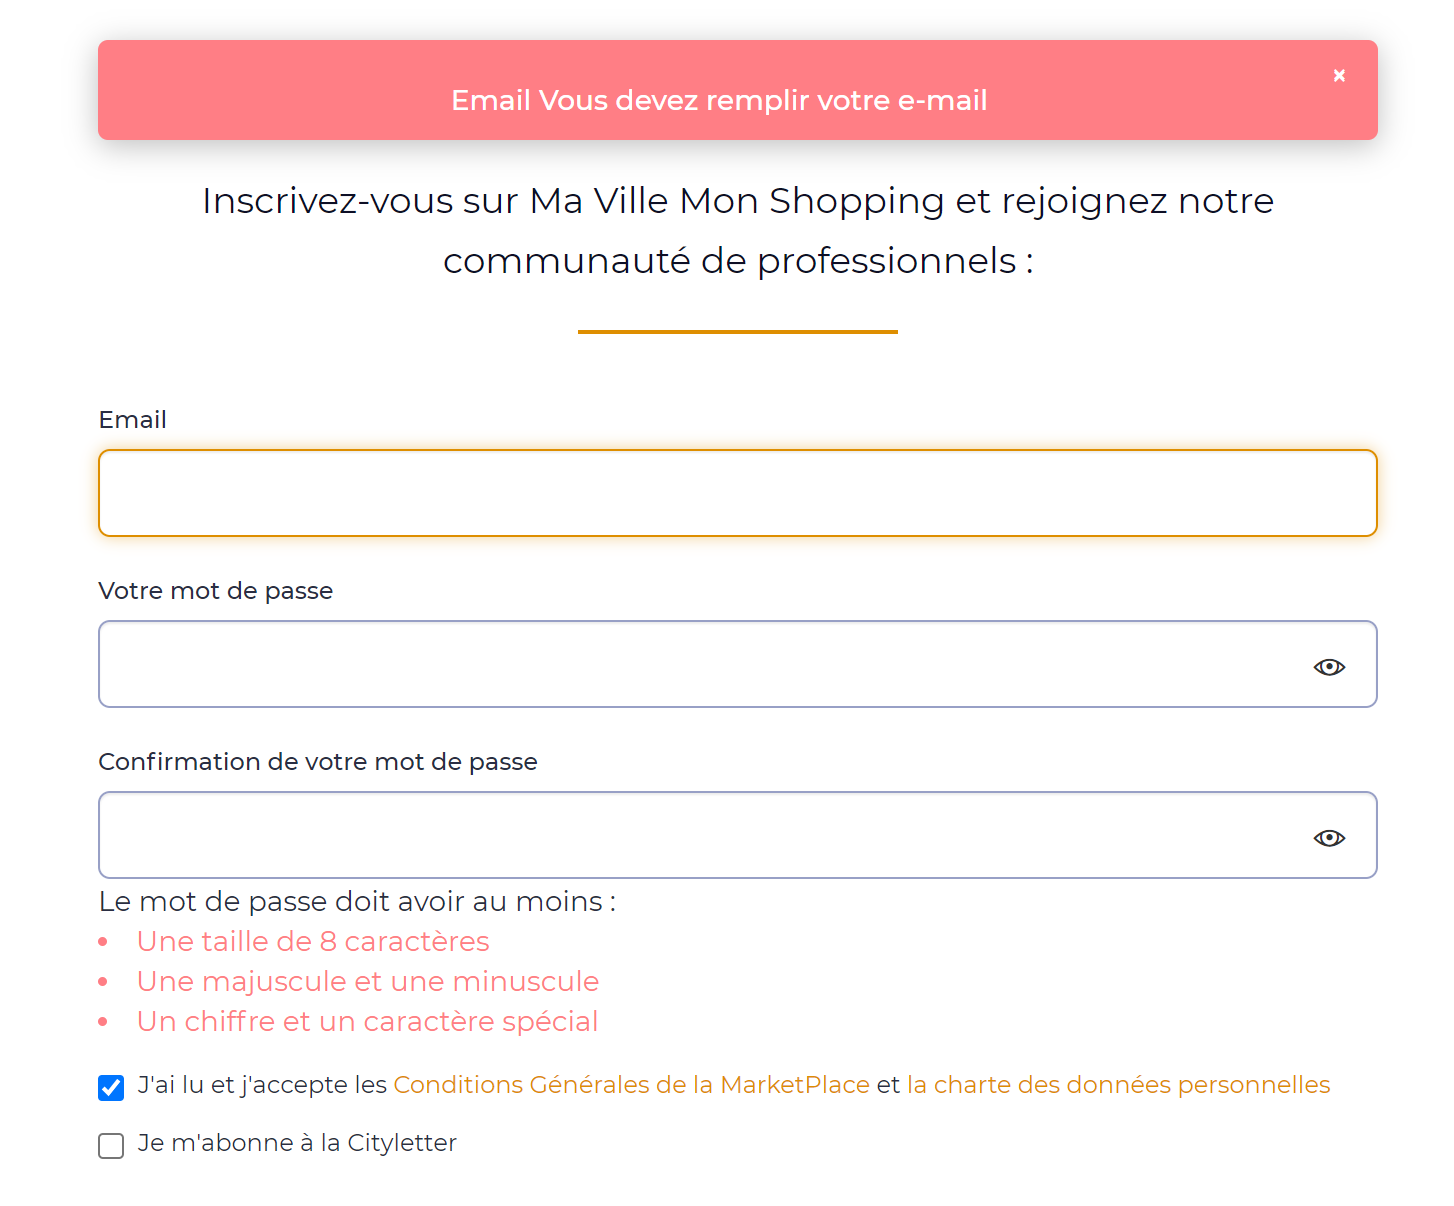 Email Vous devez remplir votre e-mail
Inscrivez-vous sur Ma Ville Mon Shopping et rejoignez notre
communauté de professionnels :
Email
Votre mot de passe
Confirmation de votre mot de passe
Le mot de passe doit avoir au moins :
Une taille de 8 caractères
Une majuscule et une minuscule
Un chiffre et un caractère spécial
J'ai lu et j'accepte les Conditions Générales de la MarketPlace et la charte des données personnelles
Je m'abonne à la Cityletter